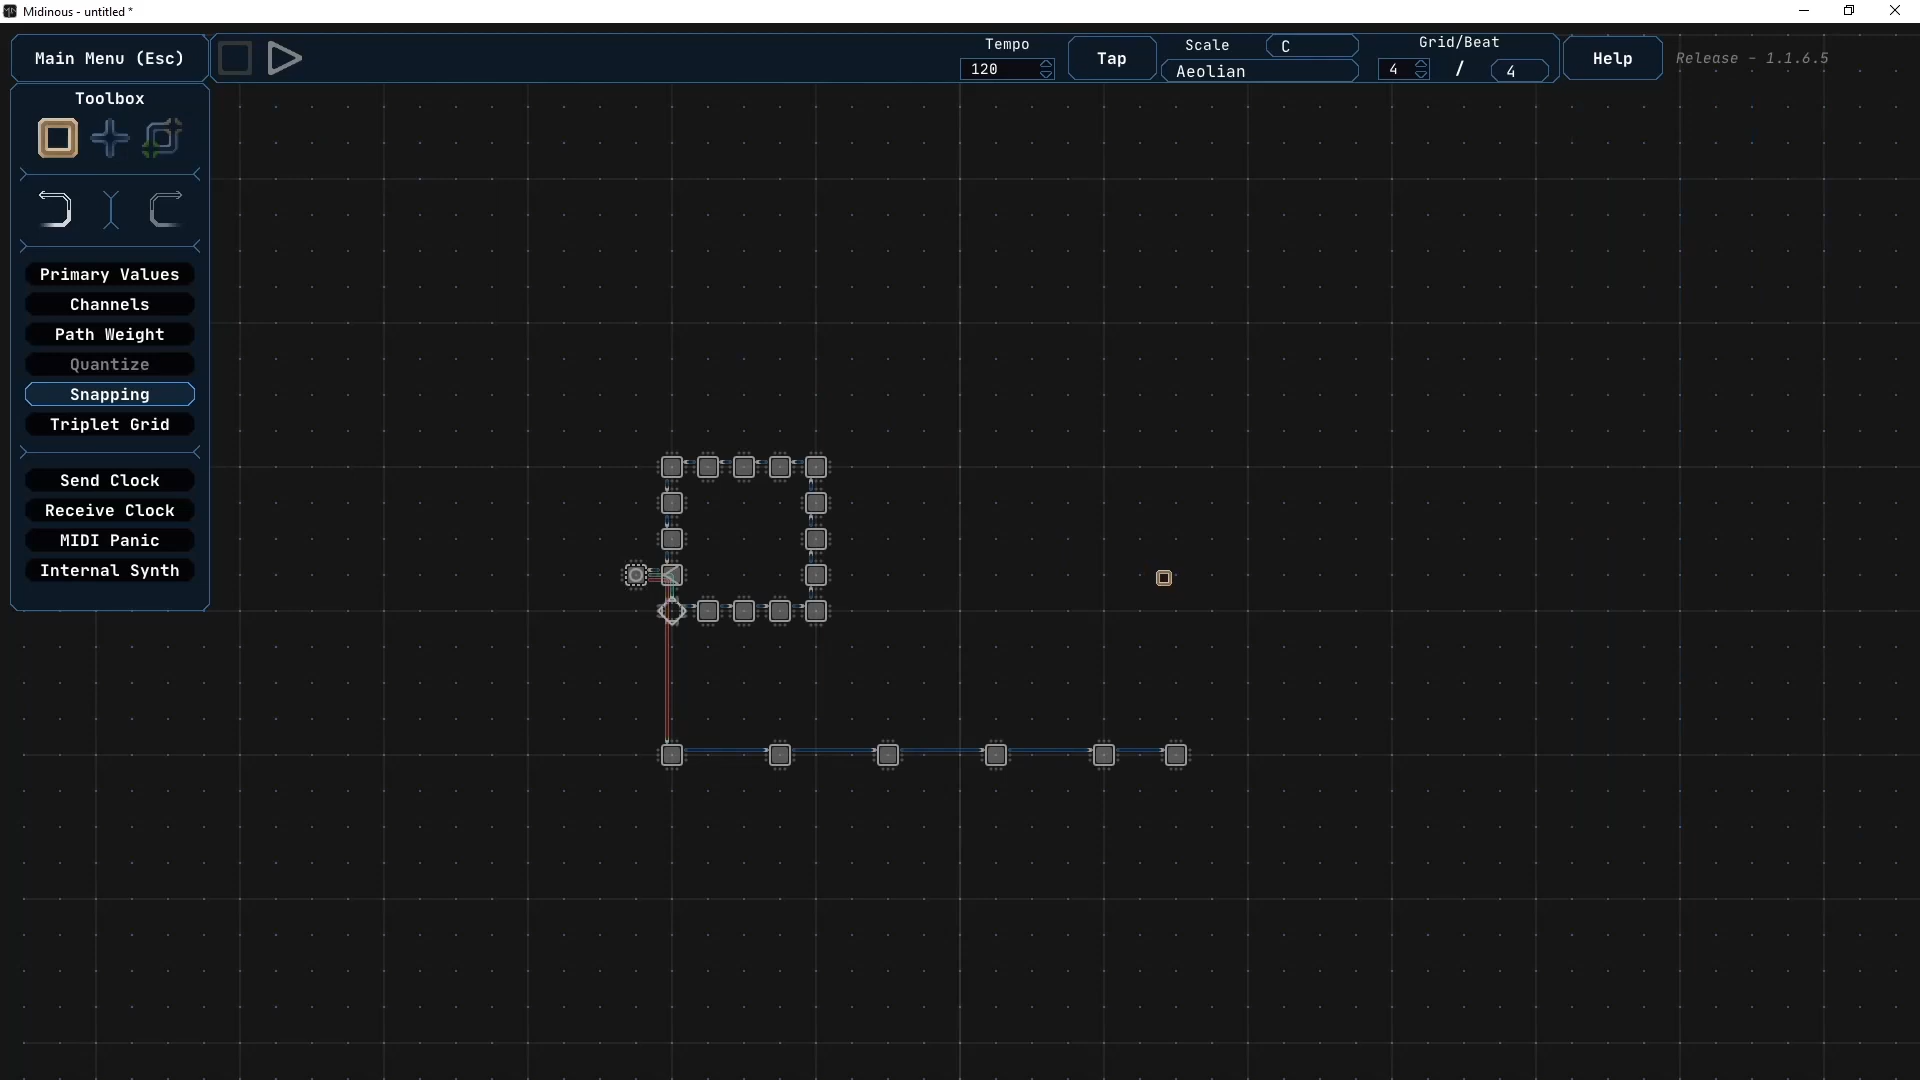 Midinous - untitled *
Main Menu (Esc)
Tempo
120
Tap
Scale
C
Aeolian
Grid/Beat
4 / 4
Help
Release - 1.1.6.5
Toolbox
Primary Values
Channels
Path Weight
Quantize
Snapping
Triplet Grid
Send Clock
Receive Clock
MIDI Panic
Internal Synth